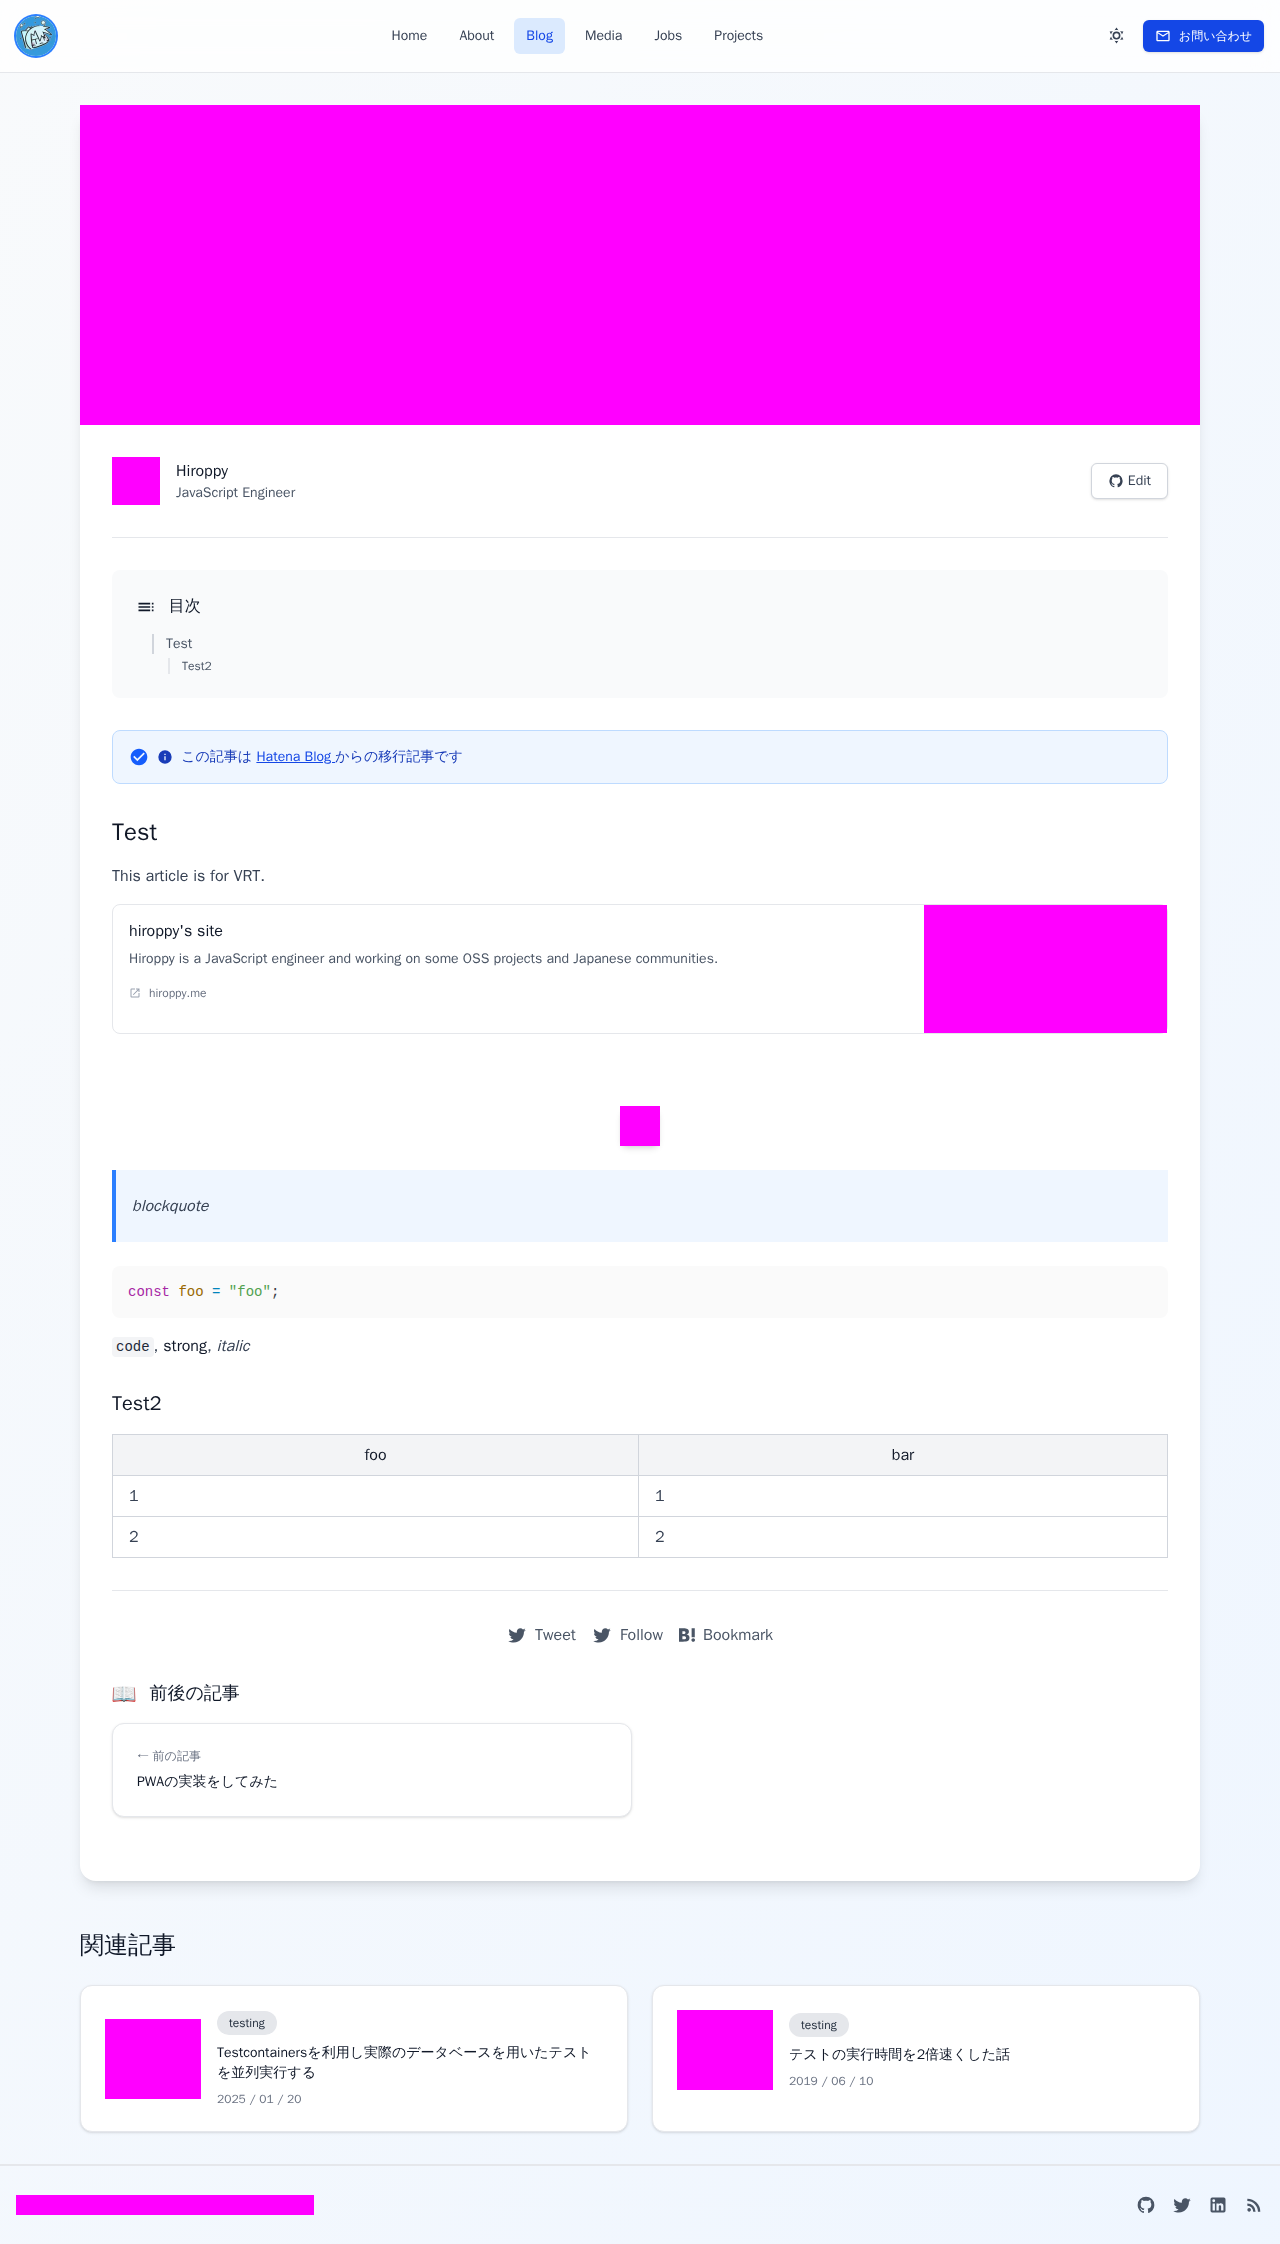 Home About Blog Media Jobs Projects お問い合わせ
Hiroppy
JavaScript Engineer
Edit
目次
Test
Test2
この記事は Hatena Blog からの移行記事です
Test
This article is for VRT.
hiroppy's site
Hiroppy is a JavaScript engineer and working on some OSS projects and Japanese communities.
hiroppy.me
blockquote
const foo = "foo";
code, strong, italic
Test2
foo bar
1 1
2 2
Tweet Follow B! Bookmark
📖 前後の記事
← 前の記事
PWAの実装をしてみた
関連記事
testing
Testcontainersを利用し実際のデータベースを用いたテスト
を並列実行する
2025 / 01 / 20
testing
テストの実行時間を2倍速くした話
2019 / 06 / 10